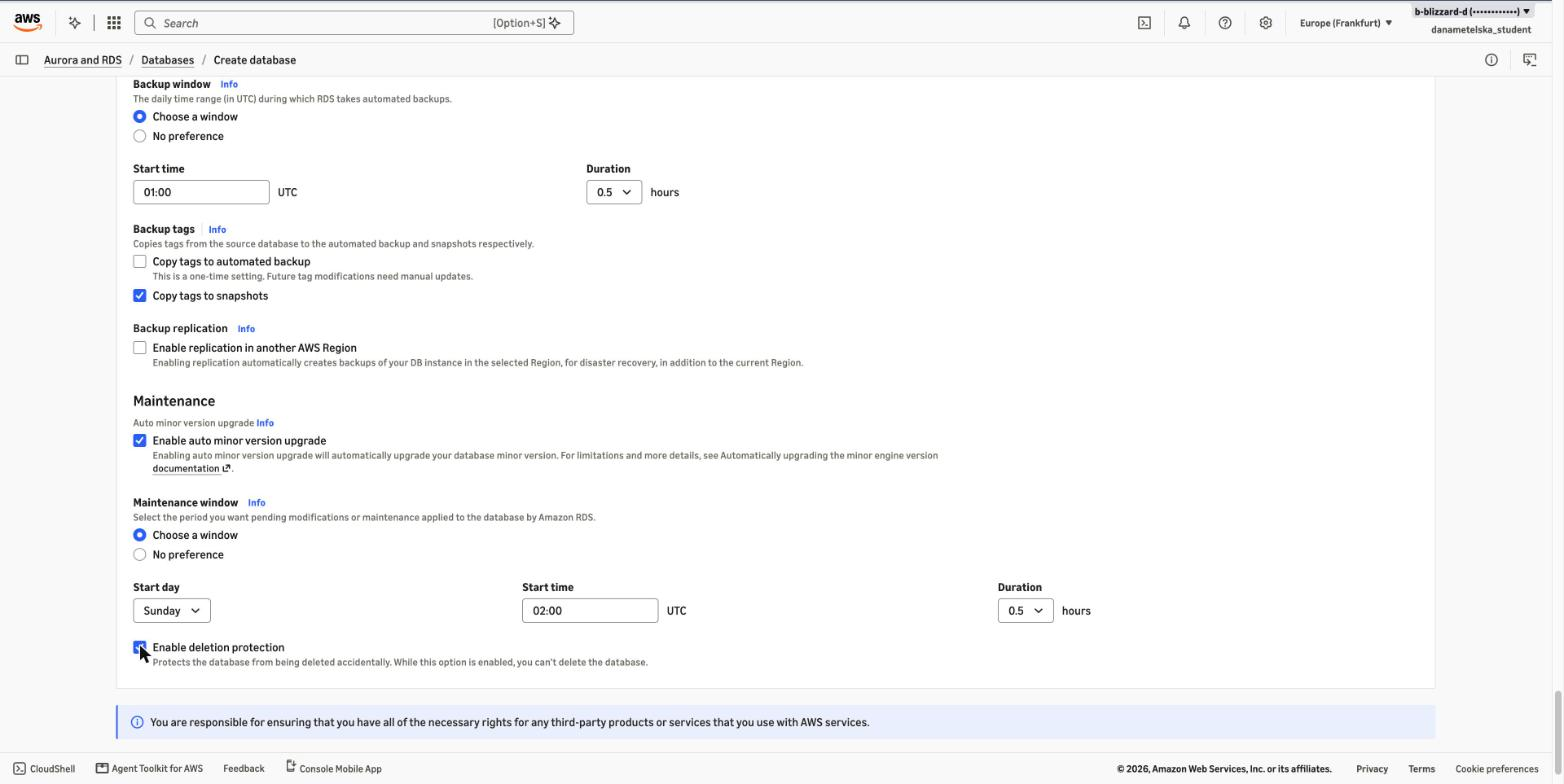 aws
Search
[Option+S]
Europe (Frankfurt)
b-blizzard-d (••••••••••••)
danametelska_student
Aurora and RDS / Databases / Create database
Backup window Info
The daily time range (in UTC) during which RDS takes automated backups.
Choose a window
No preference
Start time
Duration
01:00 UTC
0.5 hours
Backup tags Info
Copies tags from the source database to the automated backup and snapshots respectively.
Copy tags to automated backup
This is a one-time setting. Future tag modifications need manual updates.
Copy tags to snapshots
Backup replication Info
Enable replication in another AWS Region
Enabling replication automatically creates backups of your DB instance in the selected Region, for disaster recovery, in addition to the current Region.
Maintenance
Auto minor version upgrade Info
Enable auto minor version upgrade
Enabling auto minor version upgrade will automatically upgrade your database minor version. For limitations and more details, see Automatically upgrading the minor engine version
documentation.
Maintenance window Info
Select the period you want pending modifications or maintenance applied to the database by Amazon RDS.
Choose a window
No preference
Start day
Start time
Duration
Sunday
02:00 UTC
0.5 hours
Enable deletion protection
Protects the database from being deleted accidentally. While this option is enabled, you can't delete the database.
You are responsible for ensuring that you have all of the necessary rights for any third-party products or services that you use with AWS services.
CloudShell
Agent Toolkit for AWS
Feedback
Console Mobile App
© 2026, Amazon Web Services, Inc. or its affiliates.
Privacy
Terms
Cookie preferences